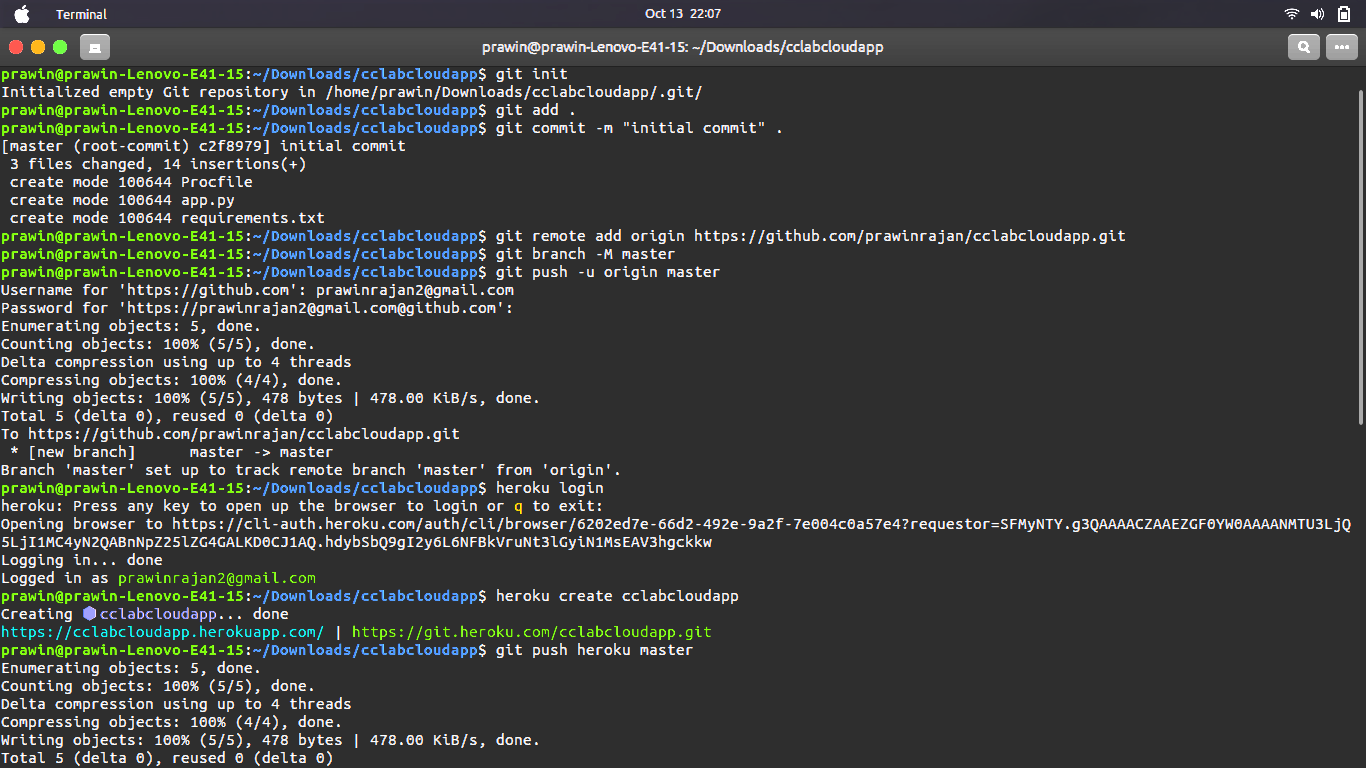 Terminal
Oct 13 22:07
prawin@prawin-Lenovo-E41-15: ~/Downloads/cclabcloudapp
prawin@prawin-Lenovo-E41-15:~/Downloads/cclabcloudapp$ git init
Initialized empty Git repository in /home/prawin/Downloads/cclabcloudapp/.git/
prawin@prawin-Lenovo-E41-15:~/Downloads/cclabcloudapp$ git add .
prawin@prawin-Lenovo-E41-15:~/Downloads/cclabcloudapp$ git commit -m "initial commit" .
[master (root-commit) c2f8979] initial commit
 3 files changed, 14 insertions(+)
 create mode 100644 Procfile
 create mode 100644 app.py
 create mode 100644 requirements.txt
prawin@prawin-Lenovo-E41-15:~/Downloads/cclabcloudapp$ git remote add origin https://github.com/prawinrajan/cclabcloudapp.git
prawin@prawin-Lenovo-E41-15:~/Downloads/cclabcloudapp$ git branch -M master
prawin@prawin-Lenovo-E41-15:~/Downloads/cclabcloudapp$ git push -u origin master
Username for 'https://github.com': prawinrajan2@gmail.com
Password for 'https://prawinrajan2@gmail.com@github.com':
Enumerating objects: 5, done.
Counting objects: 100% (5/5), done.
Delta compression using up to 4 threads
Compressing objects: 100% (4/4), done.
Writing objects: 100% (5/5), 478 bytes | 478.00 KiB/s, done.
Total 5 (delta 0), reused 0 (delta 0)
To https://github.com/prawinrajan/cclabcloudapp.git
 * [new branch]      master -> master
Branch 'master' set up to track remote branch 'master' from 'origin'.
prawin@prawin-Lenovo-E41-15:~/Downloads/cclabcloudapp$ heroku login
heroku: Press any key to open up the browser to login or q to exit:
Opening browser to https://cli-auth.heroku.com/auth/cli/browser/6202ed7e-66d2-492e-9a2f-7e004c0a57e4?requestor=SFMyNTY.g3QAAAACZAAEZGF0YW0AAAANMTU3LjQ
5LjI1MC4yN2QABnNpZ25lZG4GALKD0CJ1AQ.hdybSbQ9gI2y6L6NFBkVruNt3lGyiN1MsEAV3hgckkw
Logging in... done
Logged in as prawinrajan2@gmail.com
prawin@prawin-Lenovo-E41-15:~/Downloads/cclabcloudapp$ heroku create cclabcloudapp
Creating ⬢ cclabcloudapp... done
https://cclabcloudapp.herokuapp.com/ | https://git.heroku.com/cclabcloudapp.git
prawin@prawin-Lenovo-E41-15:~/Downloads/cclabcloudapp$ git push heroku master
Enumerating objects: 5, done.
Counting objects: 100% (5/5), done.
Delta compression using up to 4 threads
Compressing objects: 100% (4/4), done.
Writing objects: 100% (5/5), 478 bytes | 478.00 KiB/s, done.
Total 5 (delta 0), reused 0 (delta 0)